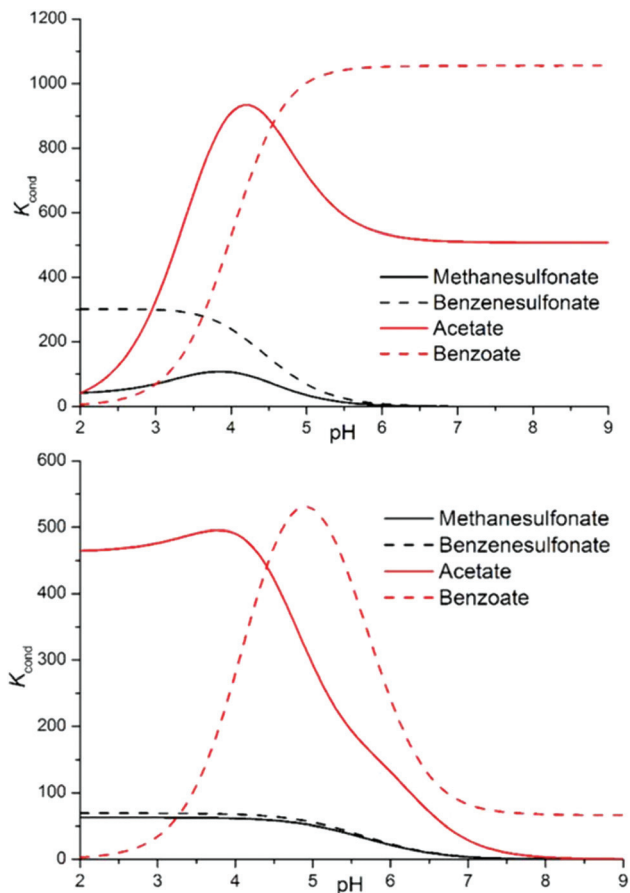 1200
1000
800
600
400
200
0
K_cond
Methanesulfonate
Benzenesulfonate
Acetate
Benzoate
2 3 4 5 6 7 8 9
pH
600
500
400
300
200
100
0
K_cond
Methanesulfonate
Benzenesulfonate
Acetate
Benzoate
2 3 4 5 6 7 8 9
pH